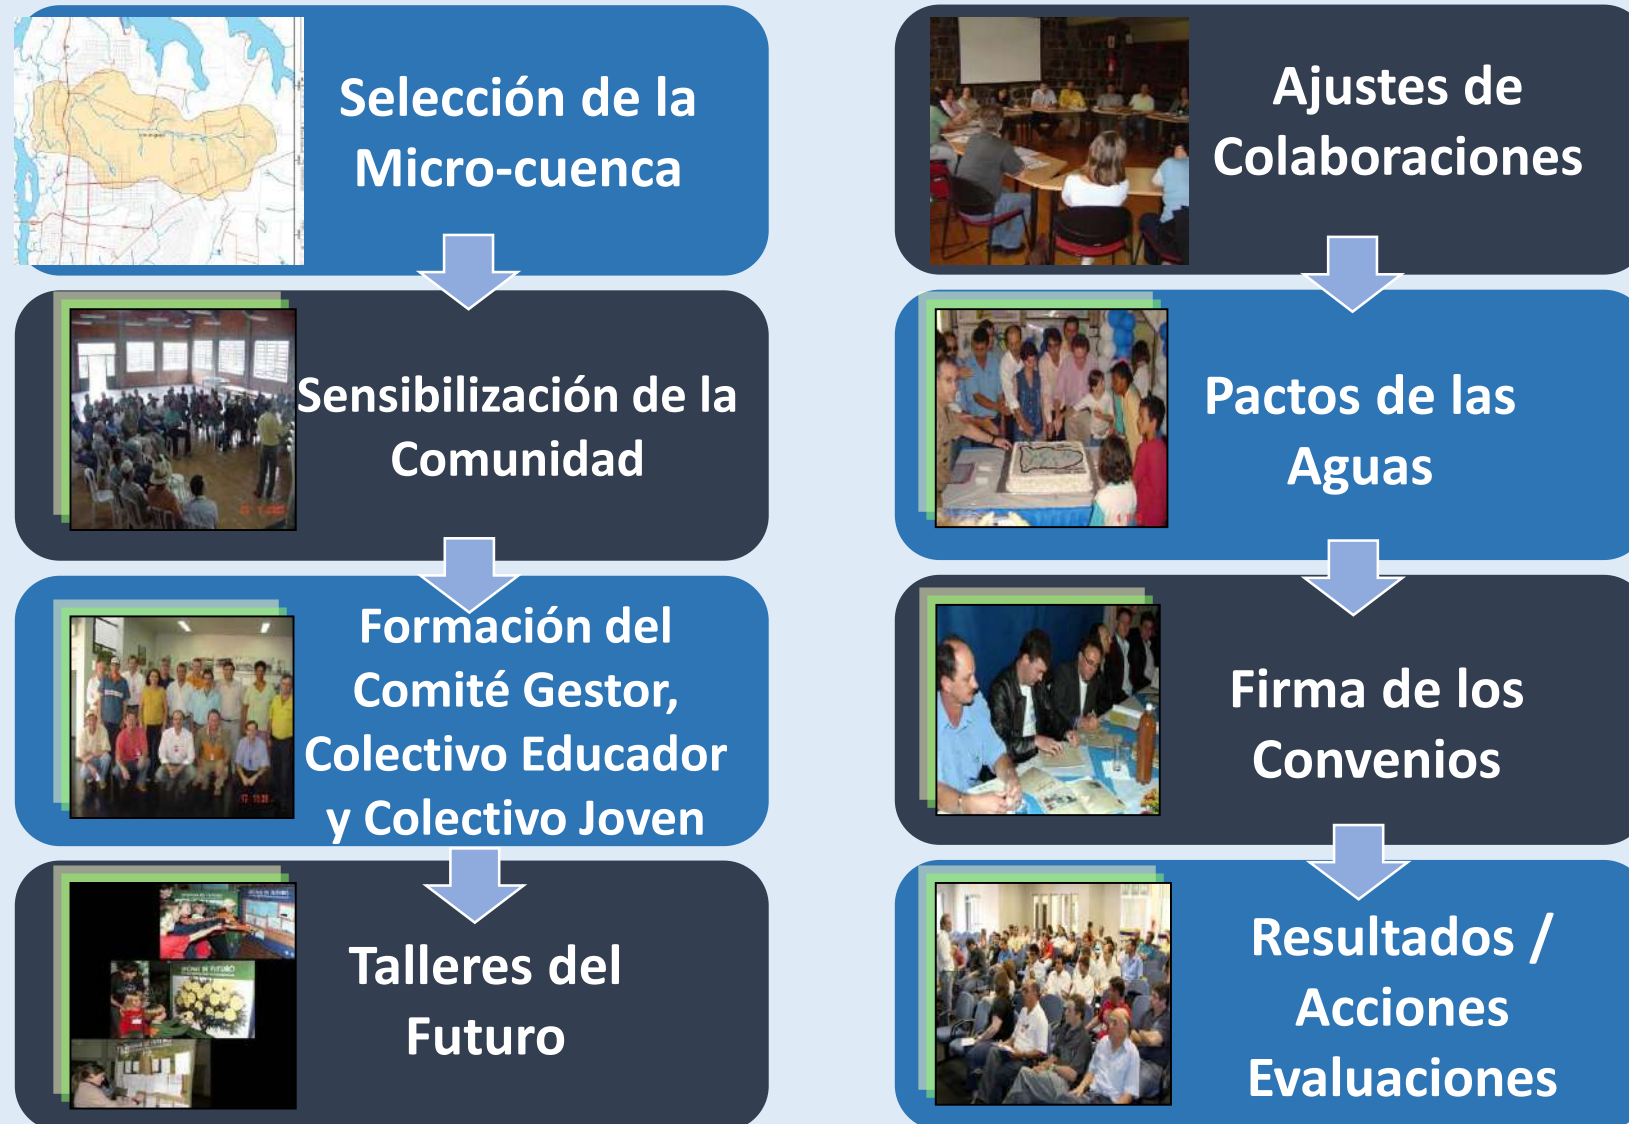 Selección de la
Micro-cuenca
Sensibilización de la
Comunidad
Formación del
Comité Gestor,
Colectivo Educador
y Colectivo Joven
Talleres del
Futuro
Ajustes de
Colaboraciones
Pactos de las
Aguas
Firma de los
Convenios
Resultados /
Acciones
Evaluaciones